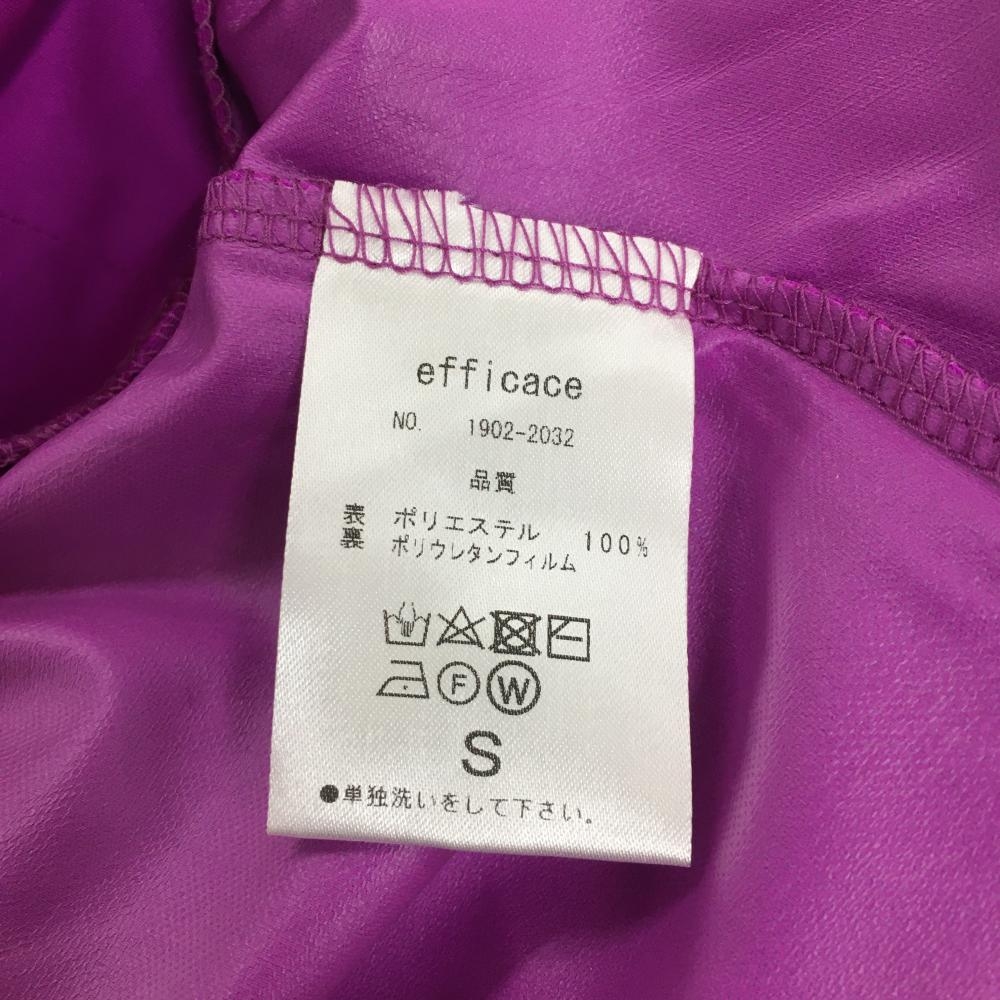 efficace
NO. 1902-2032
品質
表 ポリエステル 100%
裏 ポリウレタンフィルム
F W
S
●単独洗いをして下さい。